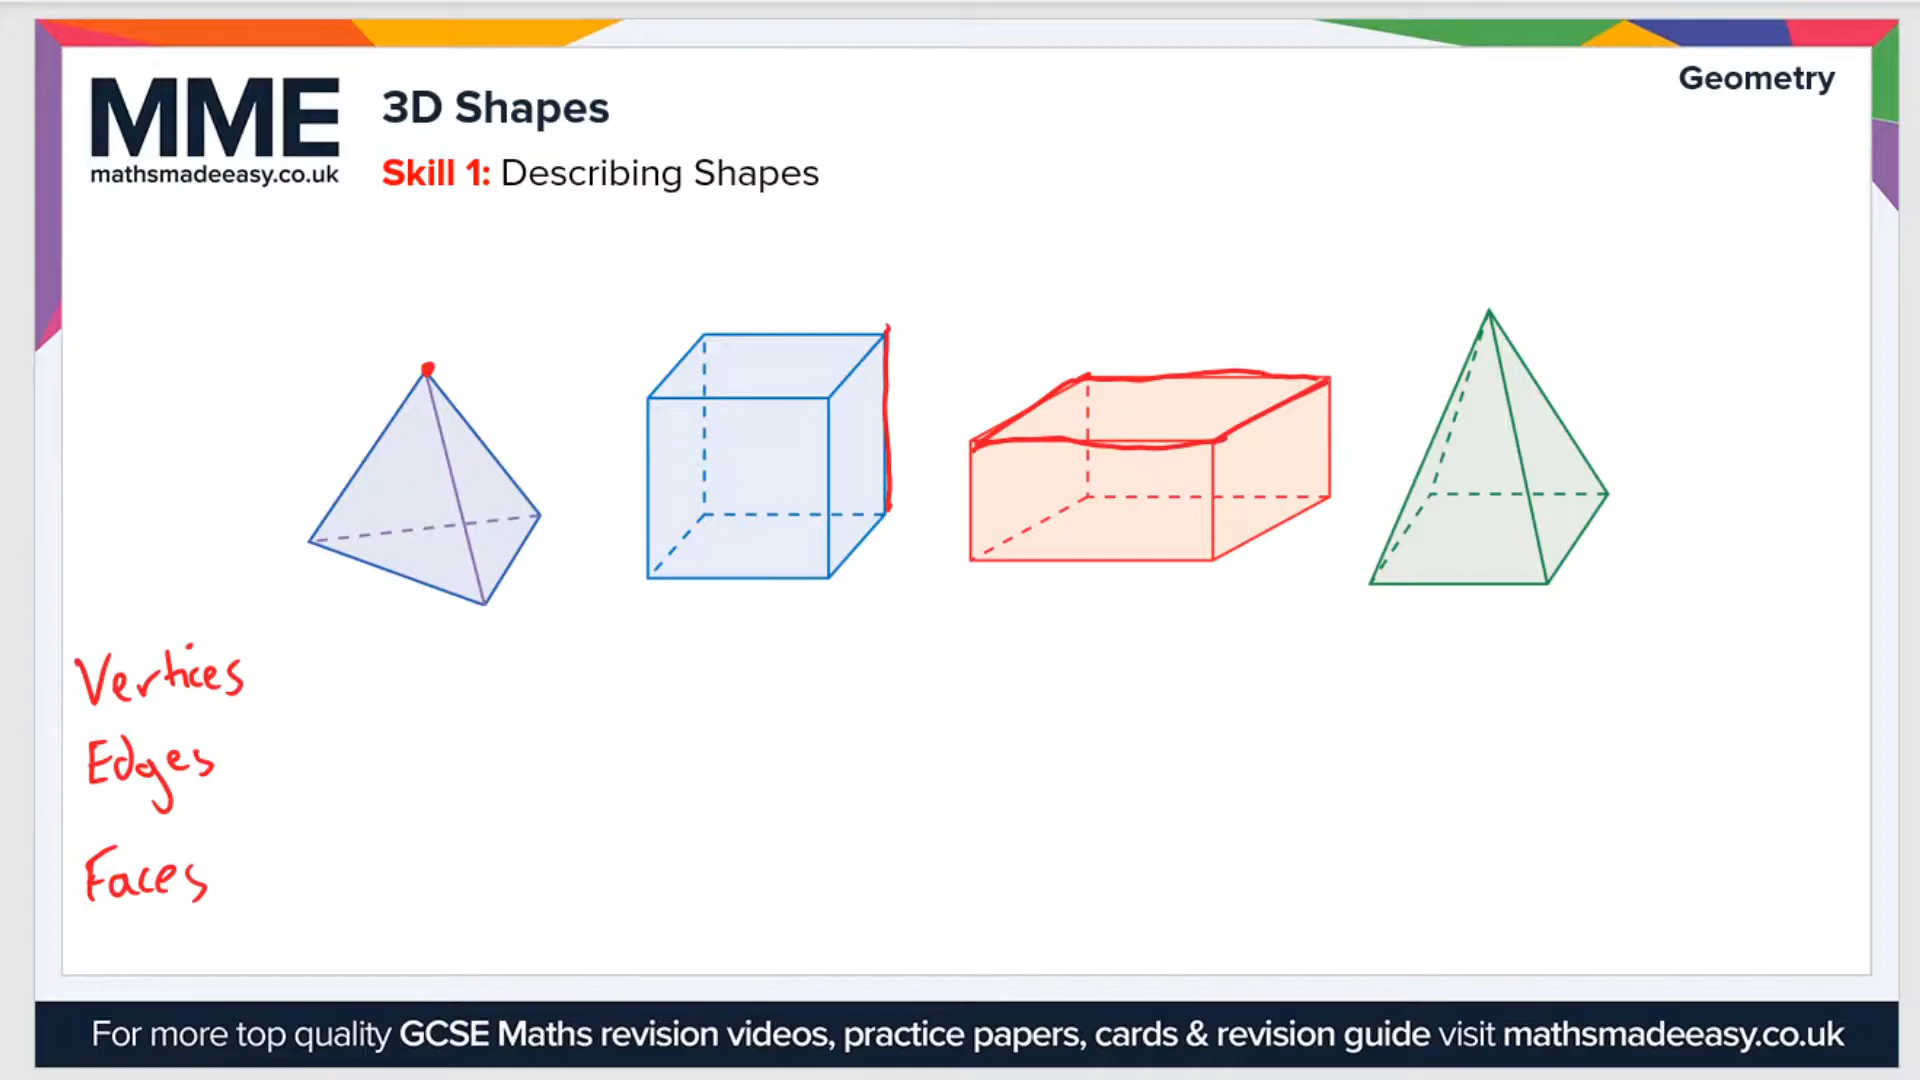 MME
mathsmadeeasy.co.uk
3D Shapes
Skill 1: Describing Shapes
Geometry
Vertices
Edges
Faces
For more top quality GCSE Maths revision videos, practice papers, cards & revision guide visit mathsmadeeasy.co.uk